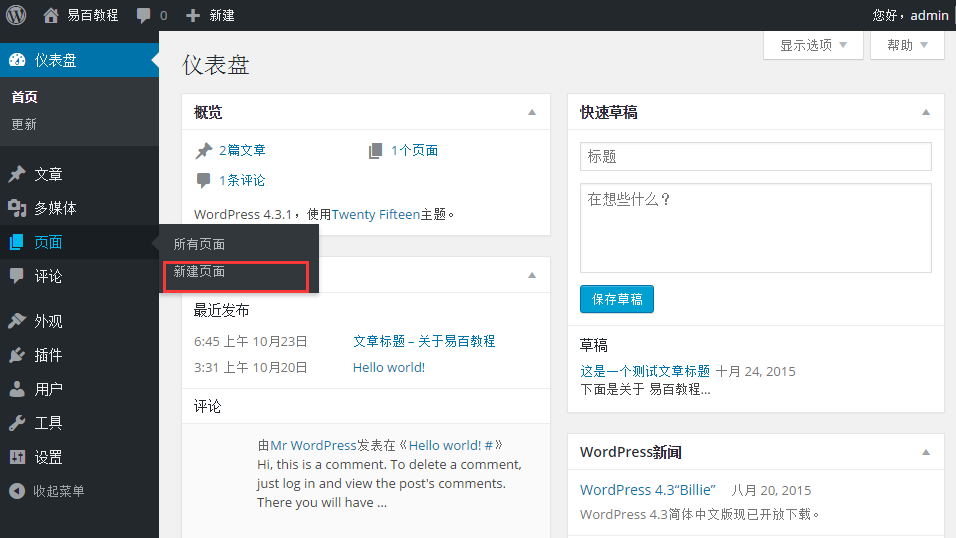 易百教程 0 新建 您好，admin
显示选项 帮助
仪表盘
首页
更新
文章
多媒体
页面
评论
外观
插件
用户
工具
设置
收起菜单
所有页面
新建页面
仪表盘
概览
2篇文章 1个页面
1条评论
WordPress 4.3.1，使用Twenty Fifteen主题。
最近发布
6:45 上午 10月23日 文章标题 – 关于易百教程
3:31 上午 10月20日 Hello world!
评论
由Mr WordPress发表在《Hello world! #》
Hi, this is a comment. To delete a comment,
just log in and view the post's comments.
There you will have ...
快速草稿
标题
在想些什么？
保存草稿
草稿
这是一个测试文章标题 十月 24, 2015
下面是关于 易百教程...
WordPress新闻
WordPress 4.3“Billie” 八月 20, 2015
WordPress 4.3简体中文版现已开放下载。